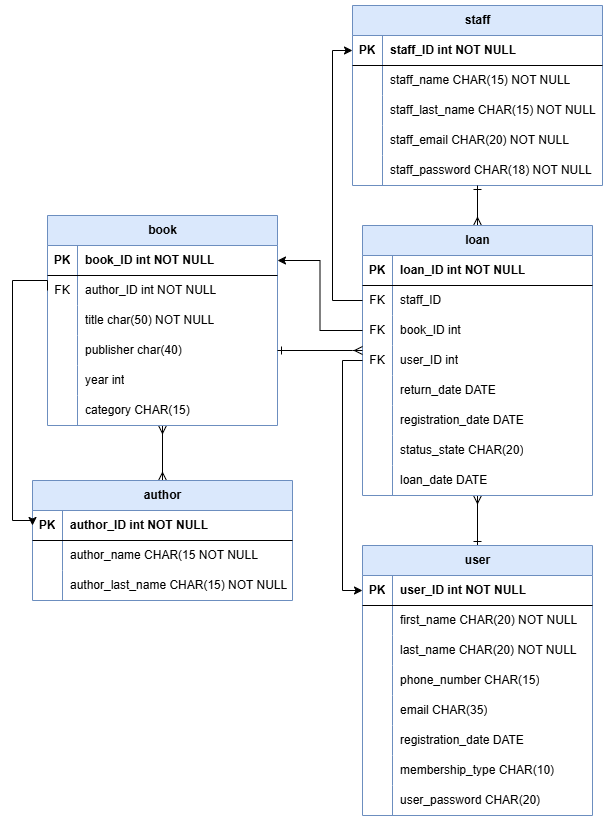 staff
PK staff_ID int NOT NULL
staff_name CHAR(15) NOT NULL
staff_last_name CHAR(15) NOT NULL
staff_email CHAR(20) NOT NULL
staff_password CHAR(18) NOT NULL
book
PK book_ID int NOT NULL
FK author_ID int NOT NULL
title char(50) NOT NULL
publisher char(40)
year int
category CHAR(15)
loan
PK loan_ID int NOT NULL
FK staff_ID
FK book_ID int
FK user_ID int
return_date DATE
registration_date DATE
status_state CHAR(20)
loan_date DATE
author
PK author_ID int NOT NULL
author_name CHAR(15 NOT NULL
author_last_name CHAR(15) NOT NULL
user
PK user_ID int NOT NULL
first_name CHAR(20) NOT NULL
last_name CHAR(20) NOT NULL
phone_number CHAR(15)
email CHAR(35)
registration_date DATE
membership_type CHAR(10)
user_password CHAR(20)